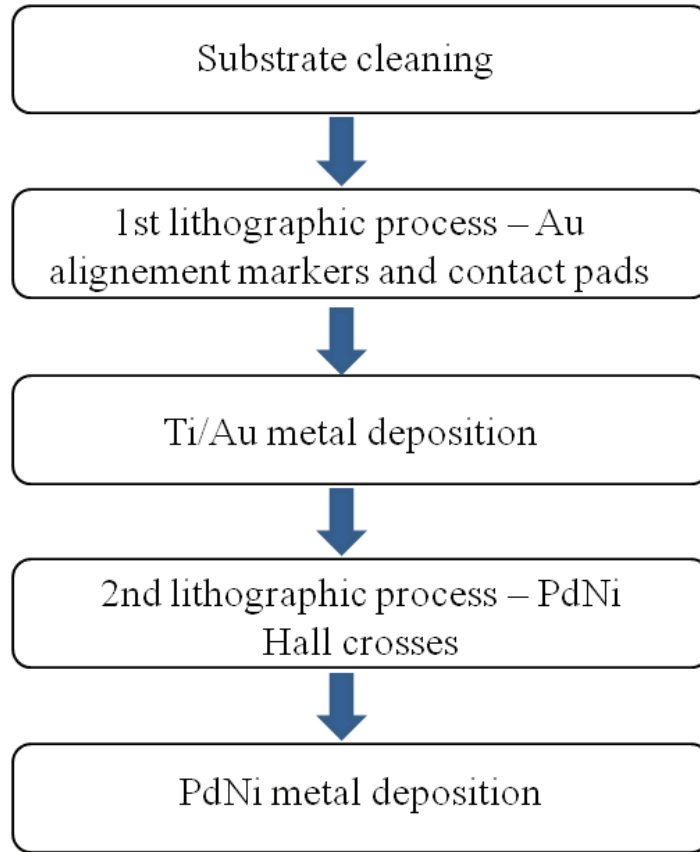 Substrate cleaning
1st lithographic process – Au
alignement markers and contact pads
Ti/Au metal deposition
2nd lithographic process – PdNi
Hall crosses
PdNi metal deposition